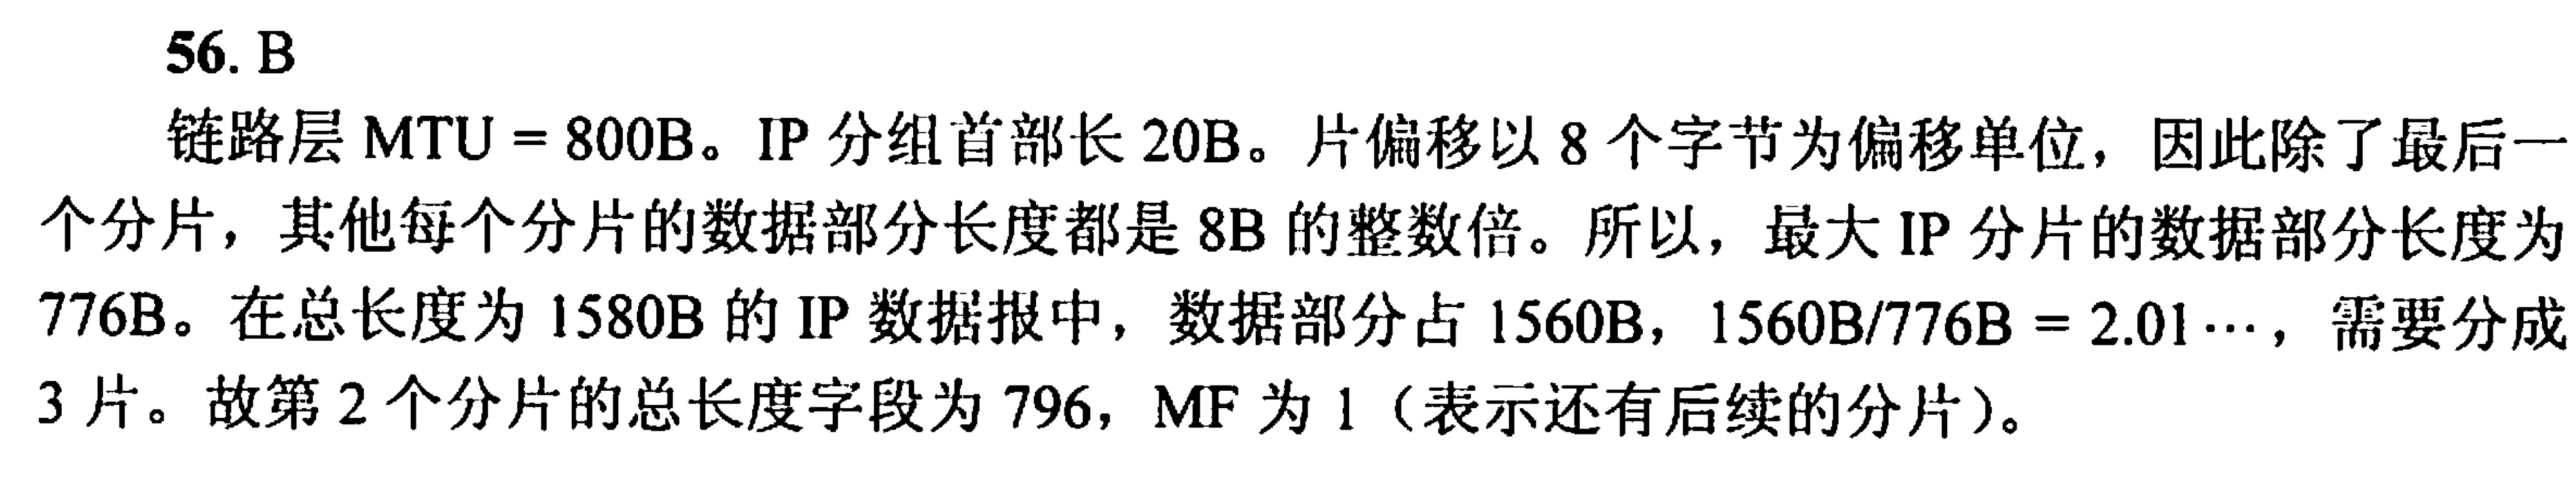 56. B
链路层 MTU = 800B。IP 分组首部长 20B。片偏移以 8 个字节为偏移单位，因此除了最后一
个分片，其他每个分片的数据部分长度都是 8B 的整数倍。所以，最大 IP 分片的数据部分长度为
776B。在总长度为 1580B 的 IP 数据报中，数据部分占 1560B，1560B/776B = 2.01…，需要分成
3 片。故第 2 个分片的总长度字段为 796，MF 为 1（表示还有后续的分片）。